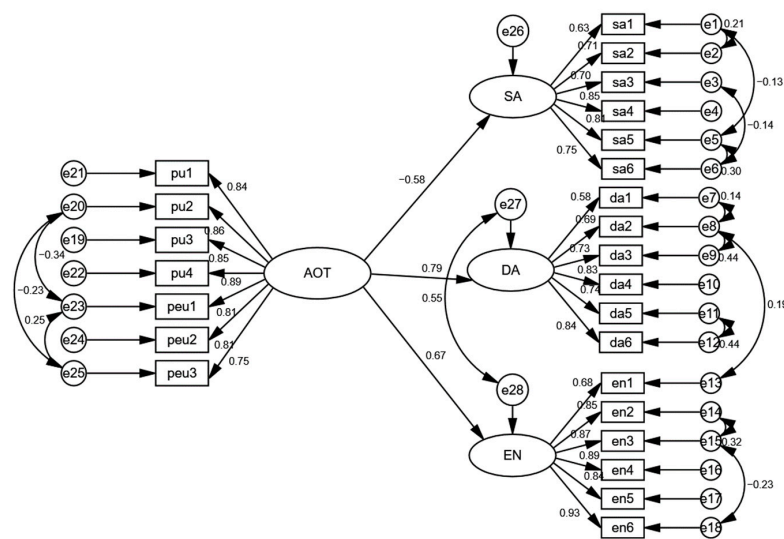 e26
SA
0.63
0.71
0.70
0.85
0.81
0.75
sa1
sa2
sa3
sa4
sa5
sa6
e1
e2
e3
e4
e5
e6
0.21
−0.13
−0.14
0.30
e21
e20
e19
e22
e23
e24
e25
−0.34
−0.23
0.25
pu1
pu2
pu3
pu4
peu1
peu2
peu3
0.84
0.86
0.85
0.89
0.81
0.81
0.75
AOT
−0.58
0.79
0.67
e27
DA
0.55
0.58
0.69
0.73
0.83
0.74
0.84
da1
da2
da3
da4
da5
da6
e7
e8
e9
e10
e11
e12
0.14
0.44
0.44
0.19
e28
EN
0.68
0.85
0.87
0.89
0.84
0.93
en1
en2
en3
en4
en5
en6
e13
e14
e15
e16
e17
e18
0.32
−0.23